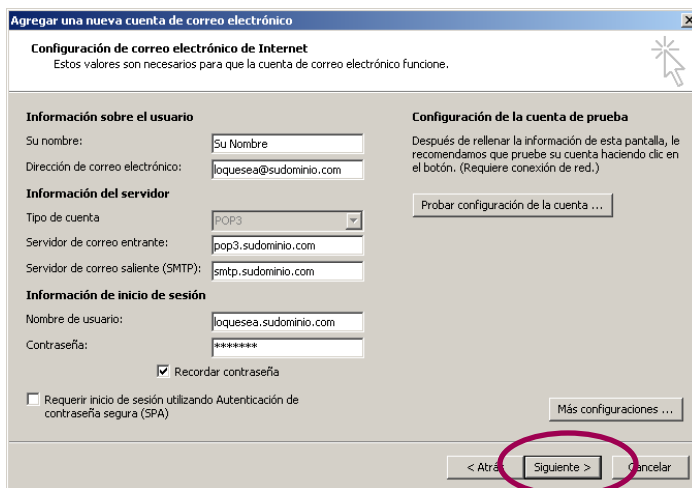 Agregar una nueva cuenta de correo electrónico
Configuración de correo electrónico de Internet
Estos valores son necesarios para que la cuenta de correo electrónico funcione.
Información sobre el usuario
Su nombre:
Su Nombre
Dirección de correo electrónico:
loquesea@sudominio.com
Información del servidor
Tipo de cuenta
POP3
Servidor de correo entrante:
pop3.sudominio.com
Servidor de correo saliente (SMTP):
smtp.sudominio.com
Información de inicio de sesión
Nombre de usuario:
loquesea.sudominio.com
Contraseña:
*******
Recordar contraseña
Requerir inicio de sesión utilizando Autenticación de
contraseña segura (SPA)
Configuración de la cuenta de prueba
Después de rellenar la información de esta pantalla, le
recomendamos que pruebe su cuenta haciendo clic en
el botón. (Requiere conexión de red.)
Probar configuración de la cuenta ...
Más configuraciones ...
< Atrás
Siguiente >
Cancelar